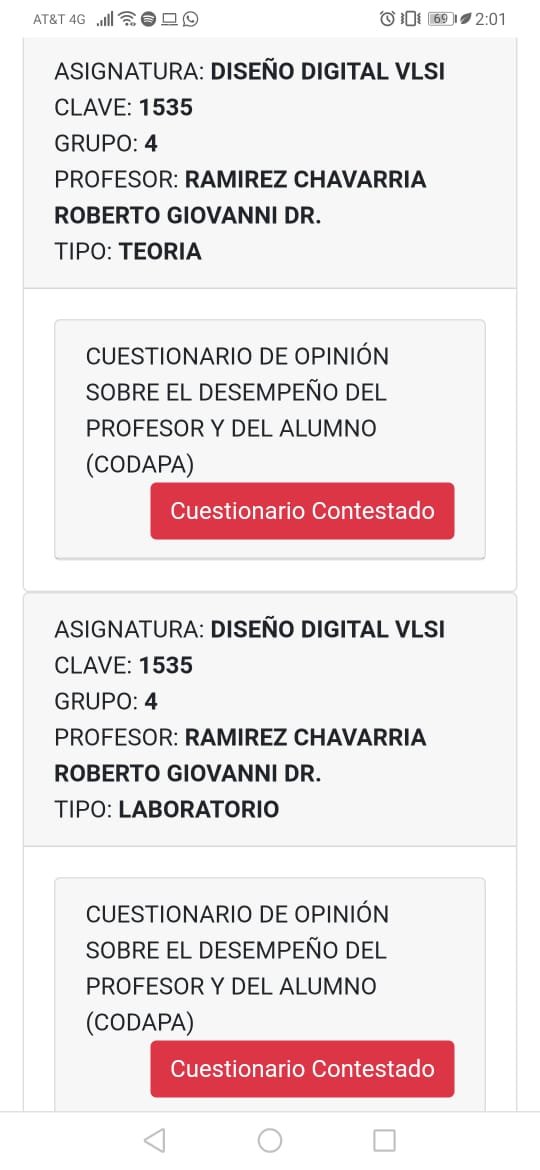 AT&T 4G 69 2:01
ASIGNATURA: DISEÑO DIGITAL VLSI
CLAVE: 1535
GRUPO: 4
PROFESOR: RAMIREZ CHAVARRIA
ROBERTO GIOVANNI DR.
TIPO: TEORIA
CUESTIONARIO DE OPINIÓN
SOBRE EL DESEMPEÑO DEL
PROFESOR Y DEL ALUMNO
(CODAPA)
Cuestionario Contestado
ASIGNATURA: DISEÑO DIGITAL VLSI
CLAVE: 1535
GRUPO: 4
PROFESOR: RAMIREZ CHAVARRIA
ROBERTO GIOVANNI DR.
TIPO: LABORATORIO
CUESTIONARIO DE OPINIÓN
SOBRE EL DESEMPEÑO DEL
PROFESOR Y DEL ALUMNO
(CODAPA)
Cuestionario Contestado